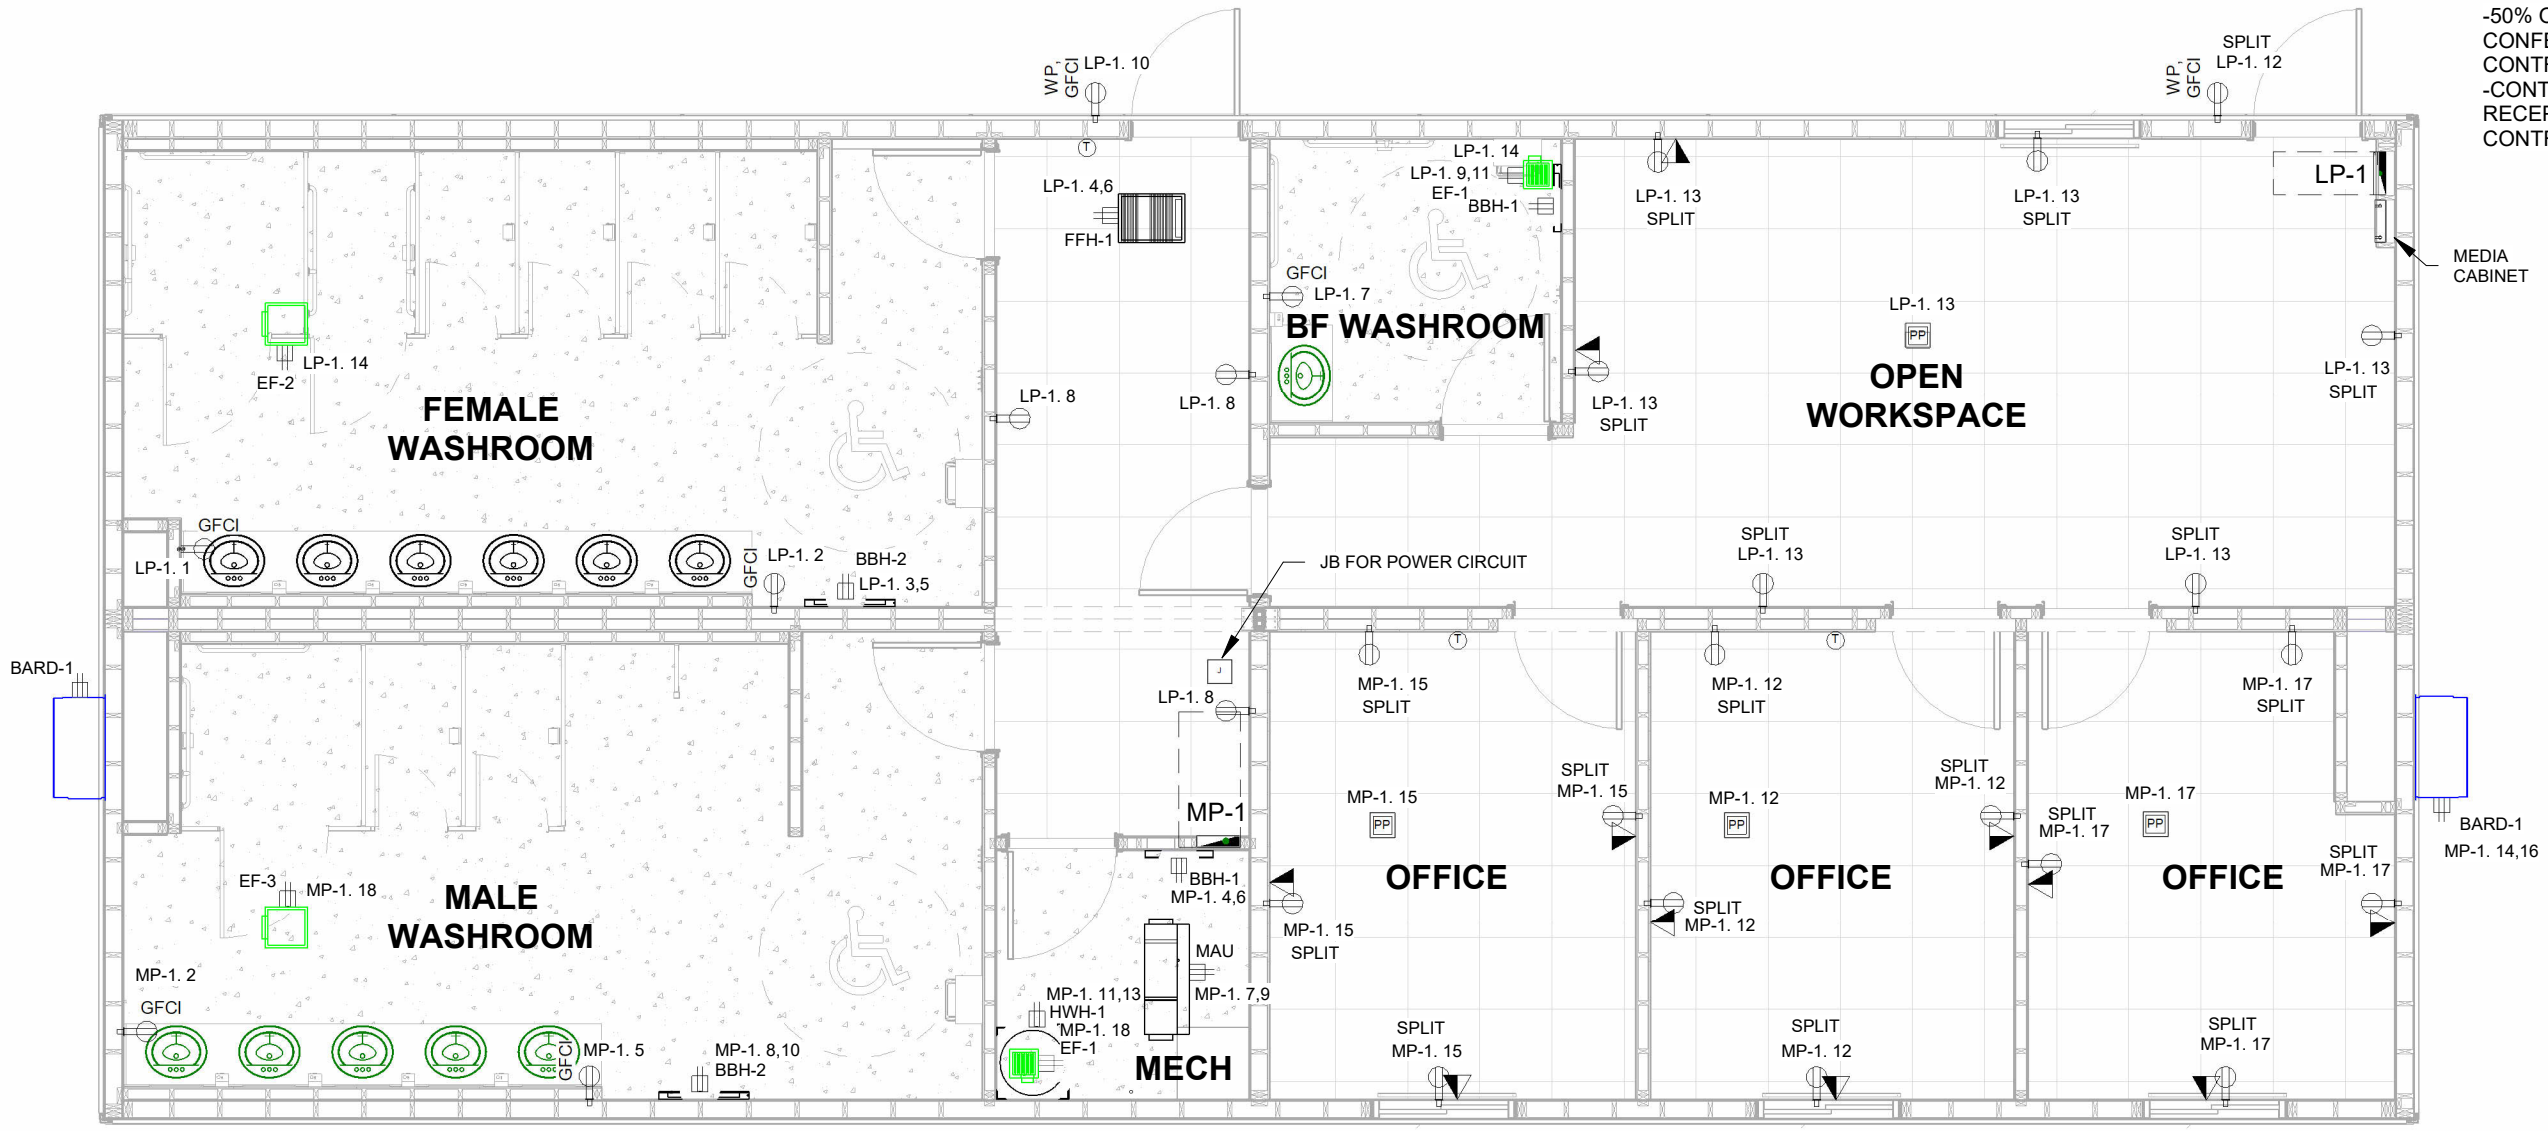 -50% O
CONFE
CONTR
-CONT
RECEP
CONTR
WP,
GFCI
LP-1. 10
WP,
GFCI
SPLIT
LP-1. 12
T
LP-1. 4,6
FFH-1
LP-1. 14
LP-1. 9,11
EF-1
BBH-1
LP-1. 13
SPLIT
LP-1. 13
SPLIT
LP-1
MEDIA
CABINET
GFCI
LP-1. 7
BF WASHROOM
LP-1. 13
PP
OPEN
WORKSPACE
LP-1. 13
SPLIT
LP-1. 14
EF-2
FEMALE
WASHROOM
LP-1. 8
LP-1. 8
LP-1. 13
SPLIT
GFCI
LP-1. 1
GFCI
LP-1. 2
BBH-2
LP-1. 3,5
JB FOR POWER CIRCUIT
SPLIT
LP-1. 13
SPLIT
LP-1. 13
BARD-1
J
LP-1. 8
T
MP-1. 15
SPLIT
T
MP-1. 12
SPLIT
MP-1. 17
SPLIT
MP-1
MP-1. 15
PP
SPLIT
MP-1. 15
MP-1. 12
PP
SPLIT
MP-1. 12
MP-1. 17
PP
SPLIT
MP-1. 17
SPLIT
MP-1. 17
BARD-1
MP-1. 14,16
EF-3
MP-1. 18
MALE
WASHROOM
BBH-1
MP-1. 4,6
OFFICE
OFFICE
OFFICE
MP-1. 15
SPLIT
SPLIT
MP-1. 12
MP-1. 2
GFCI
MAU
MP-1. 7,9
MP-1. 11,13
HWH-1
MP-1. 18
EF-1
MECH
GFCI
MP-1. 5
MP-1. 8,10
BBH-2
SPLIT
MP-1. 15
SPLIT
MP-1. 12
SPLIT
MP-1. 17